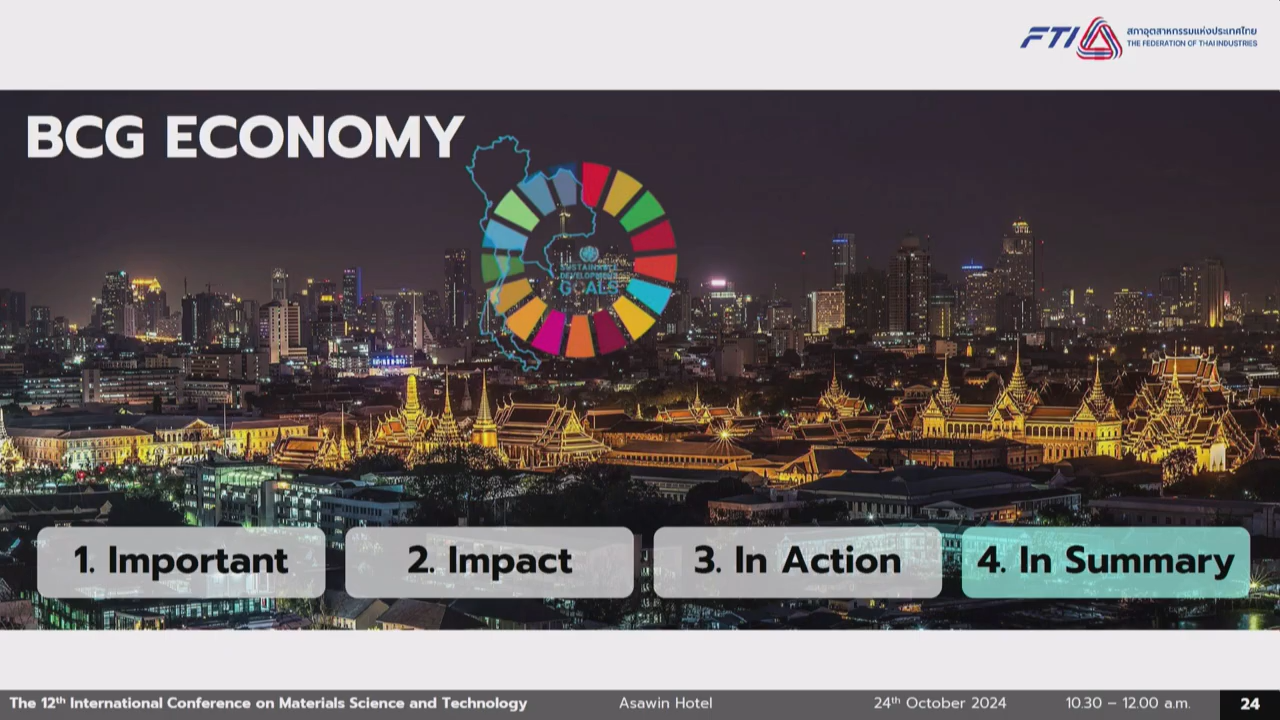 FTI
สภาอุตสาหกรรมแห่งประเทศไทย
THE FEDERATION OF THAI INDUSTRIES
BCG ECONOMY
SUSTAINABLE
DEVELOPMENT
GOALS
1. Important
2. Impact
3. In Action
4. In Summary
The 12th International Conference on Materials Science and Technology
Asawin Hotel
24th October 2024
10.30 – 12.00 a.m.
24